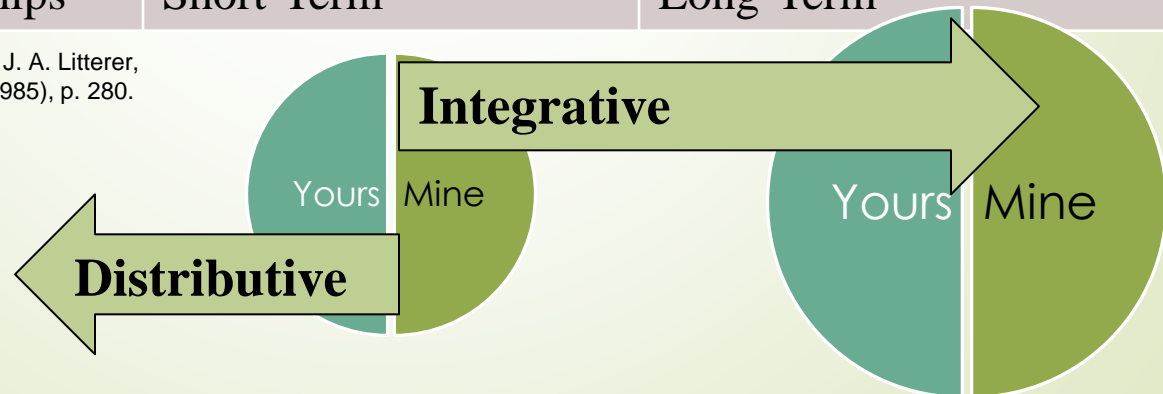 Short Term Long Term
J. A. Litterer,
985), p. 280.
Integrative
Yours Mine
Yours Mine
Distributive